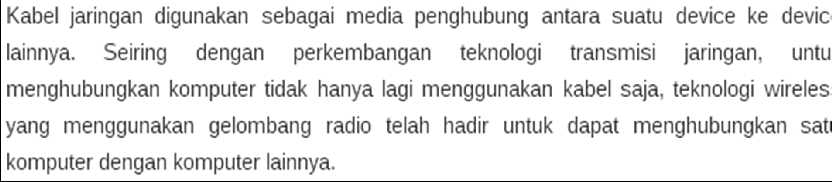 Kabel jaringan digunakan sebagai media penghubung antara suatu device ke devic
lainnya. Seiring dengan perkembangan teknologi transmisi jaringan, untu
menghubungkan komputer tidak hanya lagi menggunakan kabel saja, teknologi wireles
yang menggunakan gelombang radio telah hadir untuk dapat menghubungkan satu
komputer dengan komputer lainnya.